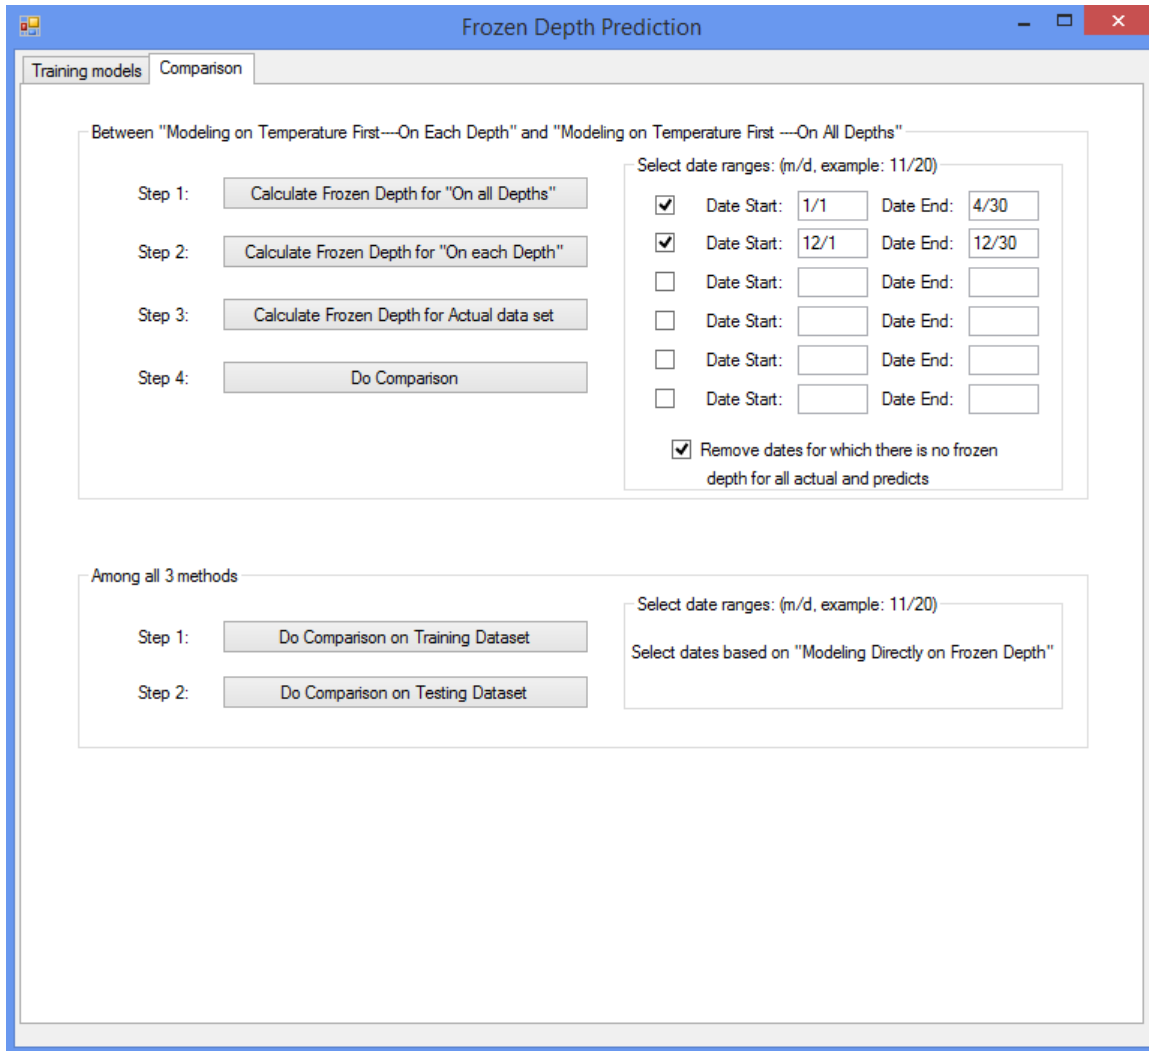 Frozen Depth Prediction
Training models
Comparison
Between "Modeling on Temperature First----On Each Depth" and "Modeling on Temperature First ----On All Depths"
Step 1:
Calculate Frozen Depth for "On all Depths"
Step 2:
Calculate Frozen Depth for "On each Depth"
Step 3:
Calculate Frozen Depth for Actual data set
Step 4:
Do Comparison
Select date ranges: (m/d, example: 11/20)
Date Start: 1/1 Date End: 4/30
Date Start: 12/1 Date End: 12/30
Date Start: Date End:
Date Start: Date End:
Date Start: Date End:
Date Start: Date End:
Remove dates for which there is no frozen
depth for all actual and predicts
Among all 3 methods
Step 1:
Do Comparison on Training Dataset
Step 2:
Do Comparison on Testing Dataset
Select date ranges: (m/d, example: 11/20)
Select dates based on "Modeling Directly on Frozen Depth"